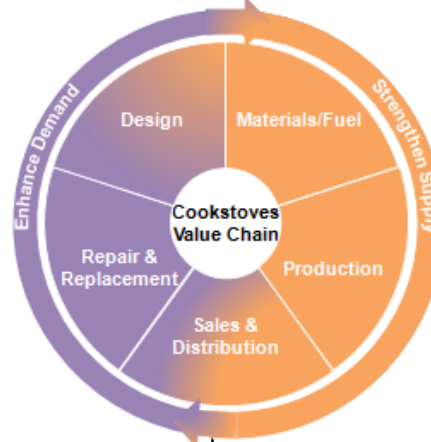 Enhance Demand
Strengthen Supply
Design
Materials/Fuel
Cookstoves
Value Chain
Repair &
Replacement
Production
Sales &
Distribution